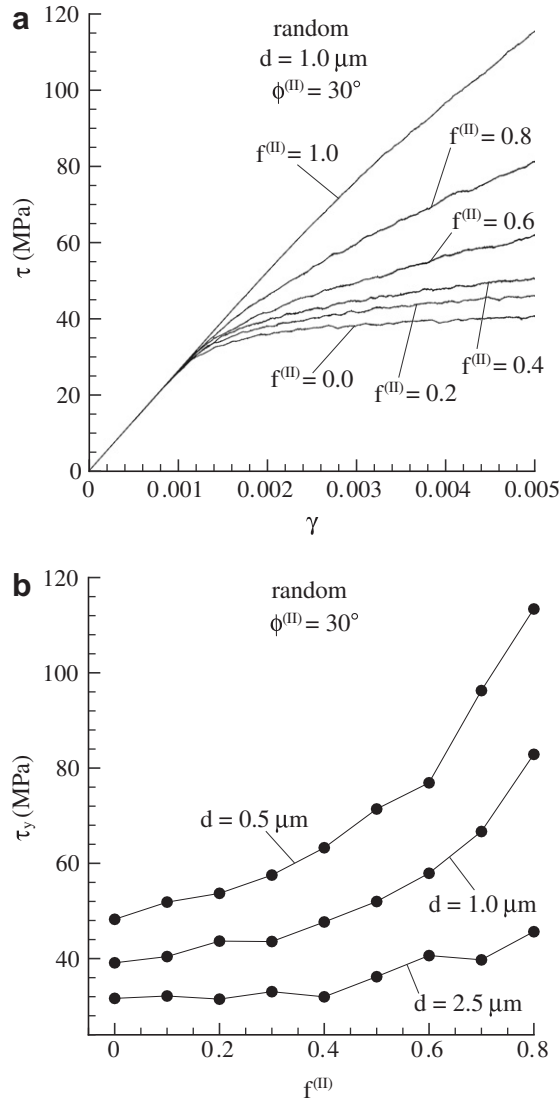 a
random
d = 1.0 μm
ϕ(II) = 30°
f(II) = 1.0
f(II) = 0.8
f(II) = 0.6
f(II) = 0.4
f(II) = 0.2
f(II) = 0.0
τ (MPa)
120
100
80
60
40
20
0
0 0.001 0.002 0.003 0.004 0.005
γ
b
random
ϕ(II) = 30°
d = 0.5 μm
d = 1.0 μm
d = 2.5 μm
τy (MPa)
120
100
80
60
40
0 0.2 0.4 0.6 0.8
f(II)